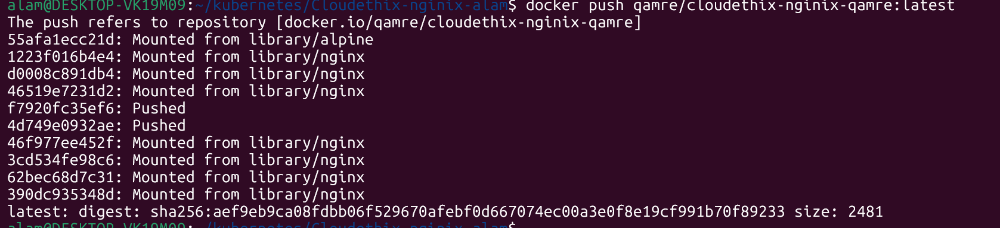 alam@DESKTOP-VK19M09:~/kubernetes/Cloudethix-nginix-alam$ docker push qamre/cloudethix-nginix-qamre:latest
The push refers to repository [docker.io/qamre/cloudethix-nginix-qamre]
55afa1ecc21d: Mounted from library/alpine
1223f016b4e4: Mounted from library/nginx
d0008c891db4: Mounted from library/nginx
46519e7231d2: Mounted from library/nginx
f7920fc35ef6: Pushed
4d749e0932ae: Pushed
46f977ee452f: Mounted from library/nginx
3cd534fe98c6: Mounted from library/nginx
62bec68d7c31: Mounted from library/nginx
390dc935348d: Mounted from library/nginx
latest: digest: sha256:aef9eb9ca08fdbb06f529670afebf0d667074ec00a3e0f8e19cf991b70f89233 size: 2481
alam@DESKTOP-VK19M09:~/kubernetes/Cloudethix-nginix-alam$